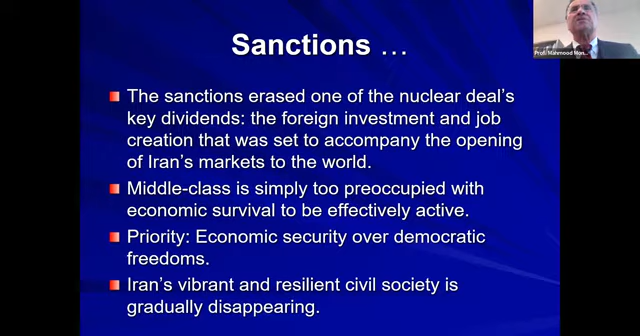 Sanctions ...
The sanctions erased one of the nuclear deal's
key dividends: the foreign investment and job
creation that was set to accompany the opening
of Iran's markets to the world.
Middle-class is simply too preoccupied with
economic survival to be effectively active.
Priority: Economic security over democratic
freedoms.
Iran's vibrant and resilient civil society is
gradually disappearing.
Prof. Mahmood Mon...